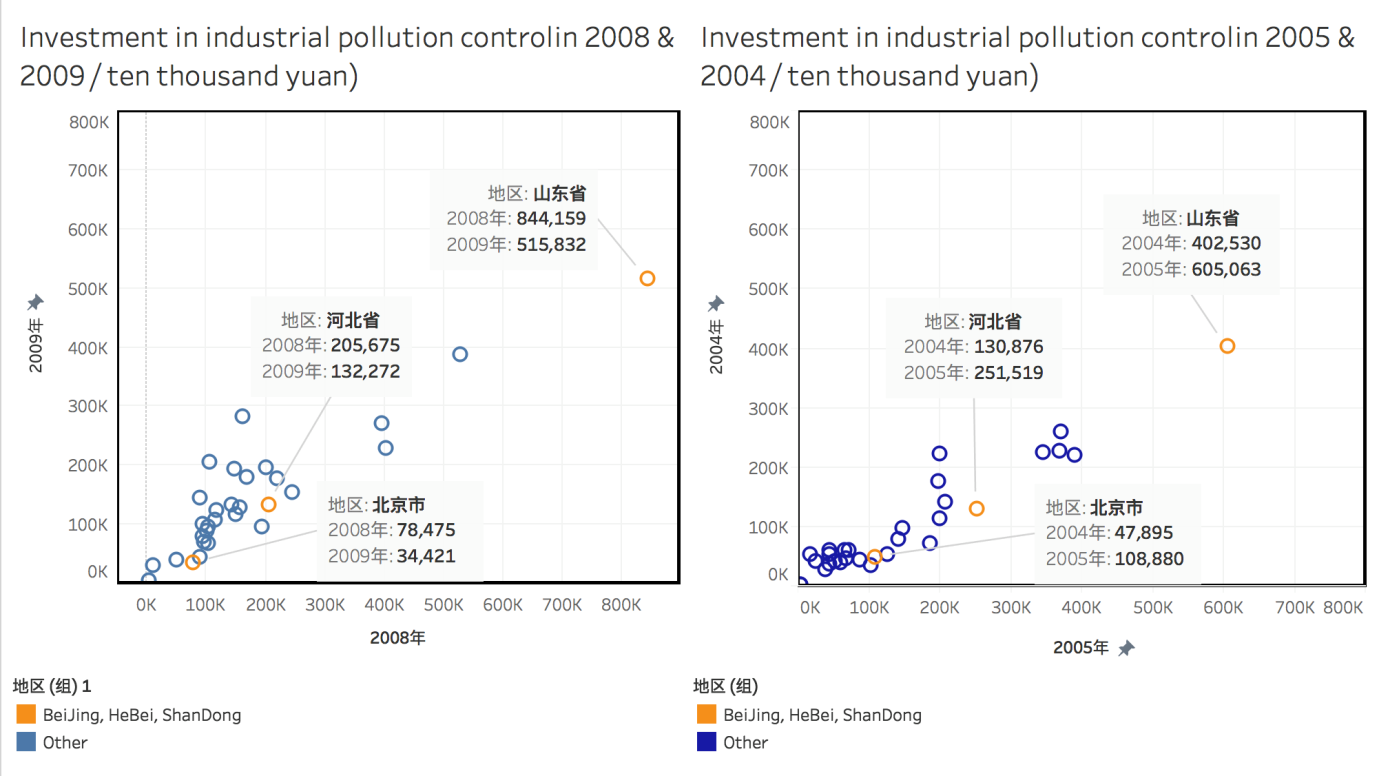 Investment in industrial pollution controlin 2008 &
2009 / ten thousand yuan)
800K
700K
600K
500K
400K
300K
200K
100K
0K
2009年
地区: 山东省
2008年: 844,159
2009年: 515,832
地区: 河北省
2008年: 205,675
2009年: 132,272
地区: 北京市
2008年: 78,475
2009年: 34,421
0K 100K 200K 300K 400K 500K 600K 700K 800K
2008年
地区 (组) 1
BeiJing, HeBei, ShanDong
Other
Investment in industrial pollution controlin 2005 &
2004 / ten thousand yuan)
800K
700K
600K
500K
400K
300K
200K
100K
0K
2004年
地区: 山东省
2004年: 402,530
2005年: 605,063
地区: 河北省
2004年: 130,876
2005年: 251,519
地区: 北京市
2004年: 47,895
2005年: 108,880
0K 100K 200K 300K 400K 500K 600K 700K 800K
2005年
地区 (组)
BeiJing, HeBei, ShanDong
Other